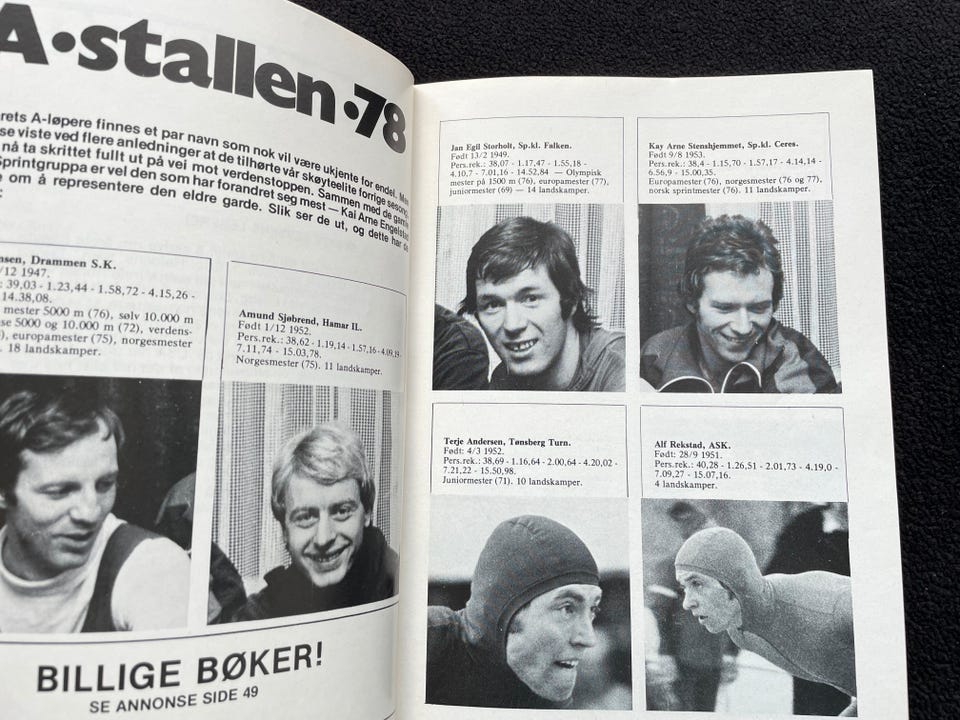 A•stallen•78
rets A-løpere finnes et par navn som nok vil være ukjente for endel. Men
se viste ved flere anledninger at de tilhørte vår skøyteelite forrige sesong,
nå ta skrittet fullt ut på vei mot verdenstoppen. Sammen med de gamle
Sprintgruppa er vel den som har forandret seg mest — Kai Arne Engelstad
e om å representere den eldre garde. Slik ser de ut, og dette har de
:
nsen, Drammen S.K.
/12 1947.
: 39,03 - 1.23,44 - 1.58,72 - 4.15,26 -
14.38,08.
mester 5000 m (76), sølv 10.000 m
se 5000 og 10.000 m (72), verdens-
), europamester (75), norgesmester
. 18 landskamper.
Amund Sjøbrend, Hamar IL.
Født 1/12 1952.
Pers.rek.: 38,62 - 1.19,14 - 1.57,16 - 4.09,19 -
7.11,74 - 15.03,78.
Norgesmester (75). 11 landskamper.
BILLIGE BØKER!
SE ANNONSE SIDE 49
Jan Egil Storholt, Sp.kl. Falken.
Født 13/2 1949.
Pers.rek.: 38,07 - 1.17,47 - 1.55,18 -
4.10,7 - 7.01,16 - 14.52,84 — Olympisk
mester på 1500 m (76), europamester (77),
juniormester (69) — 14 landskamper.
Kay Arne Stenshjemmet, Sp.kl. Ceres.
Født 9/8 1953.
Pers.rek.: 38,4 - 1.15,70 - 1.57,17 - 4.14,14 -
6.56,9 - 15.00,35.
Europamester (76), norgesmester (76 og 77),
norsk sprintmester (76). 11 landskamper.
Terje Andersen, Tønsberg Turn.
Født: 4/3 1952.
Pers.rek.: 38,69 - 1.16,64 - 2.00,64 - 4.20,02 -
7.21,22 - 15.50,98.
Juniormester (71). 10 landskamper.
Alf Rekstad, ASK.
Født: 28/9 1951.
Pers.rek.: 40,28 - 1.26,51 - 2.01,73 - 4.19,0 -
7.09,27 - 15.07,16.
4 landskamper.